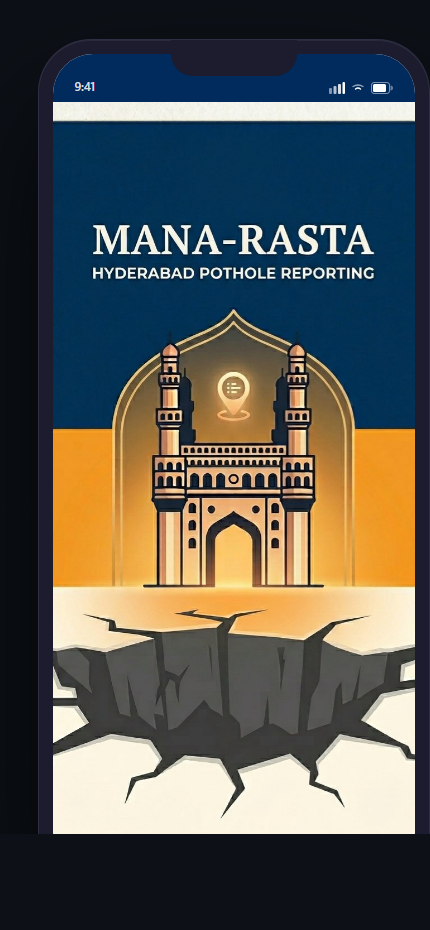 9:41
MANA-RASTA
HYDERABAD POTHOLE REPORTING